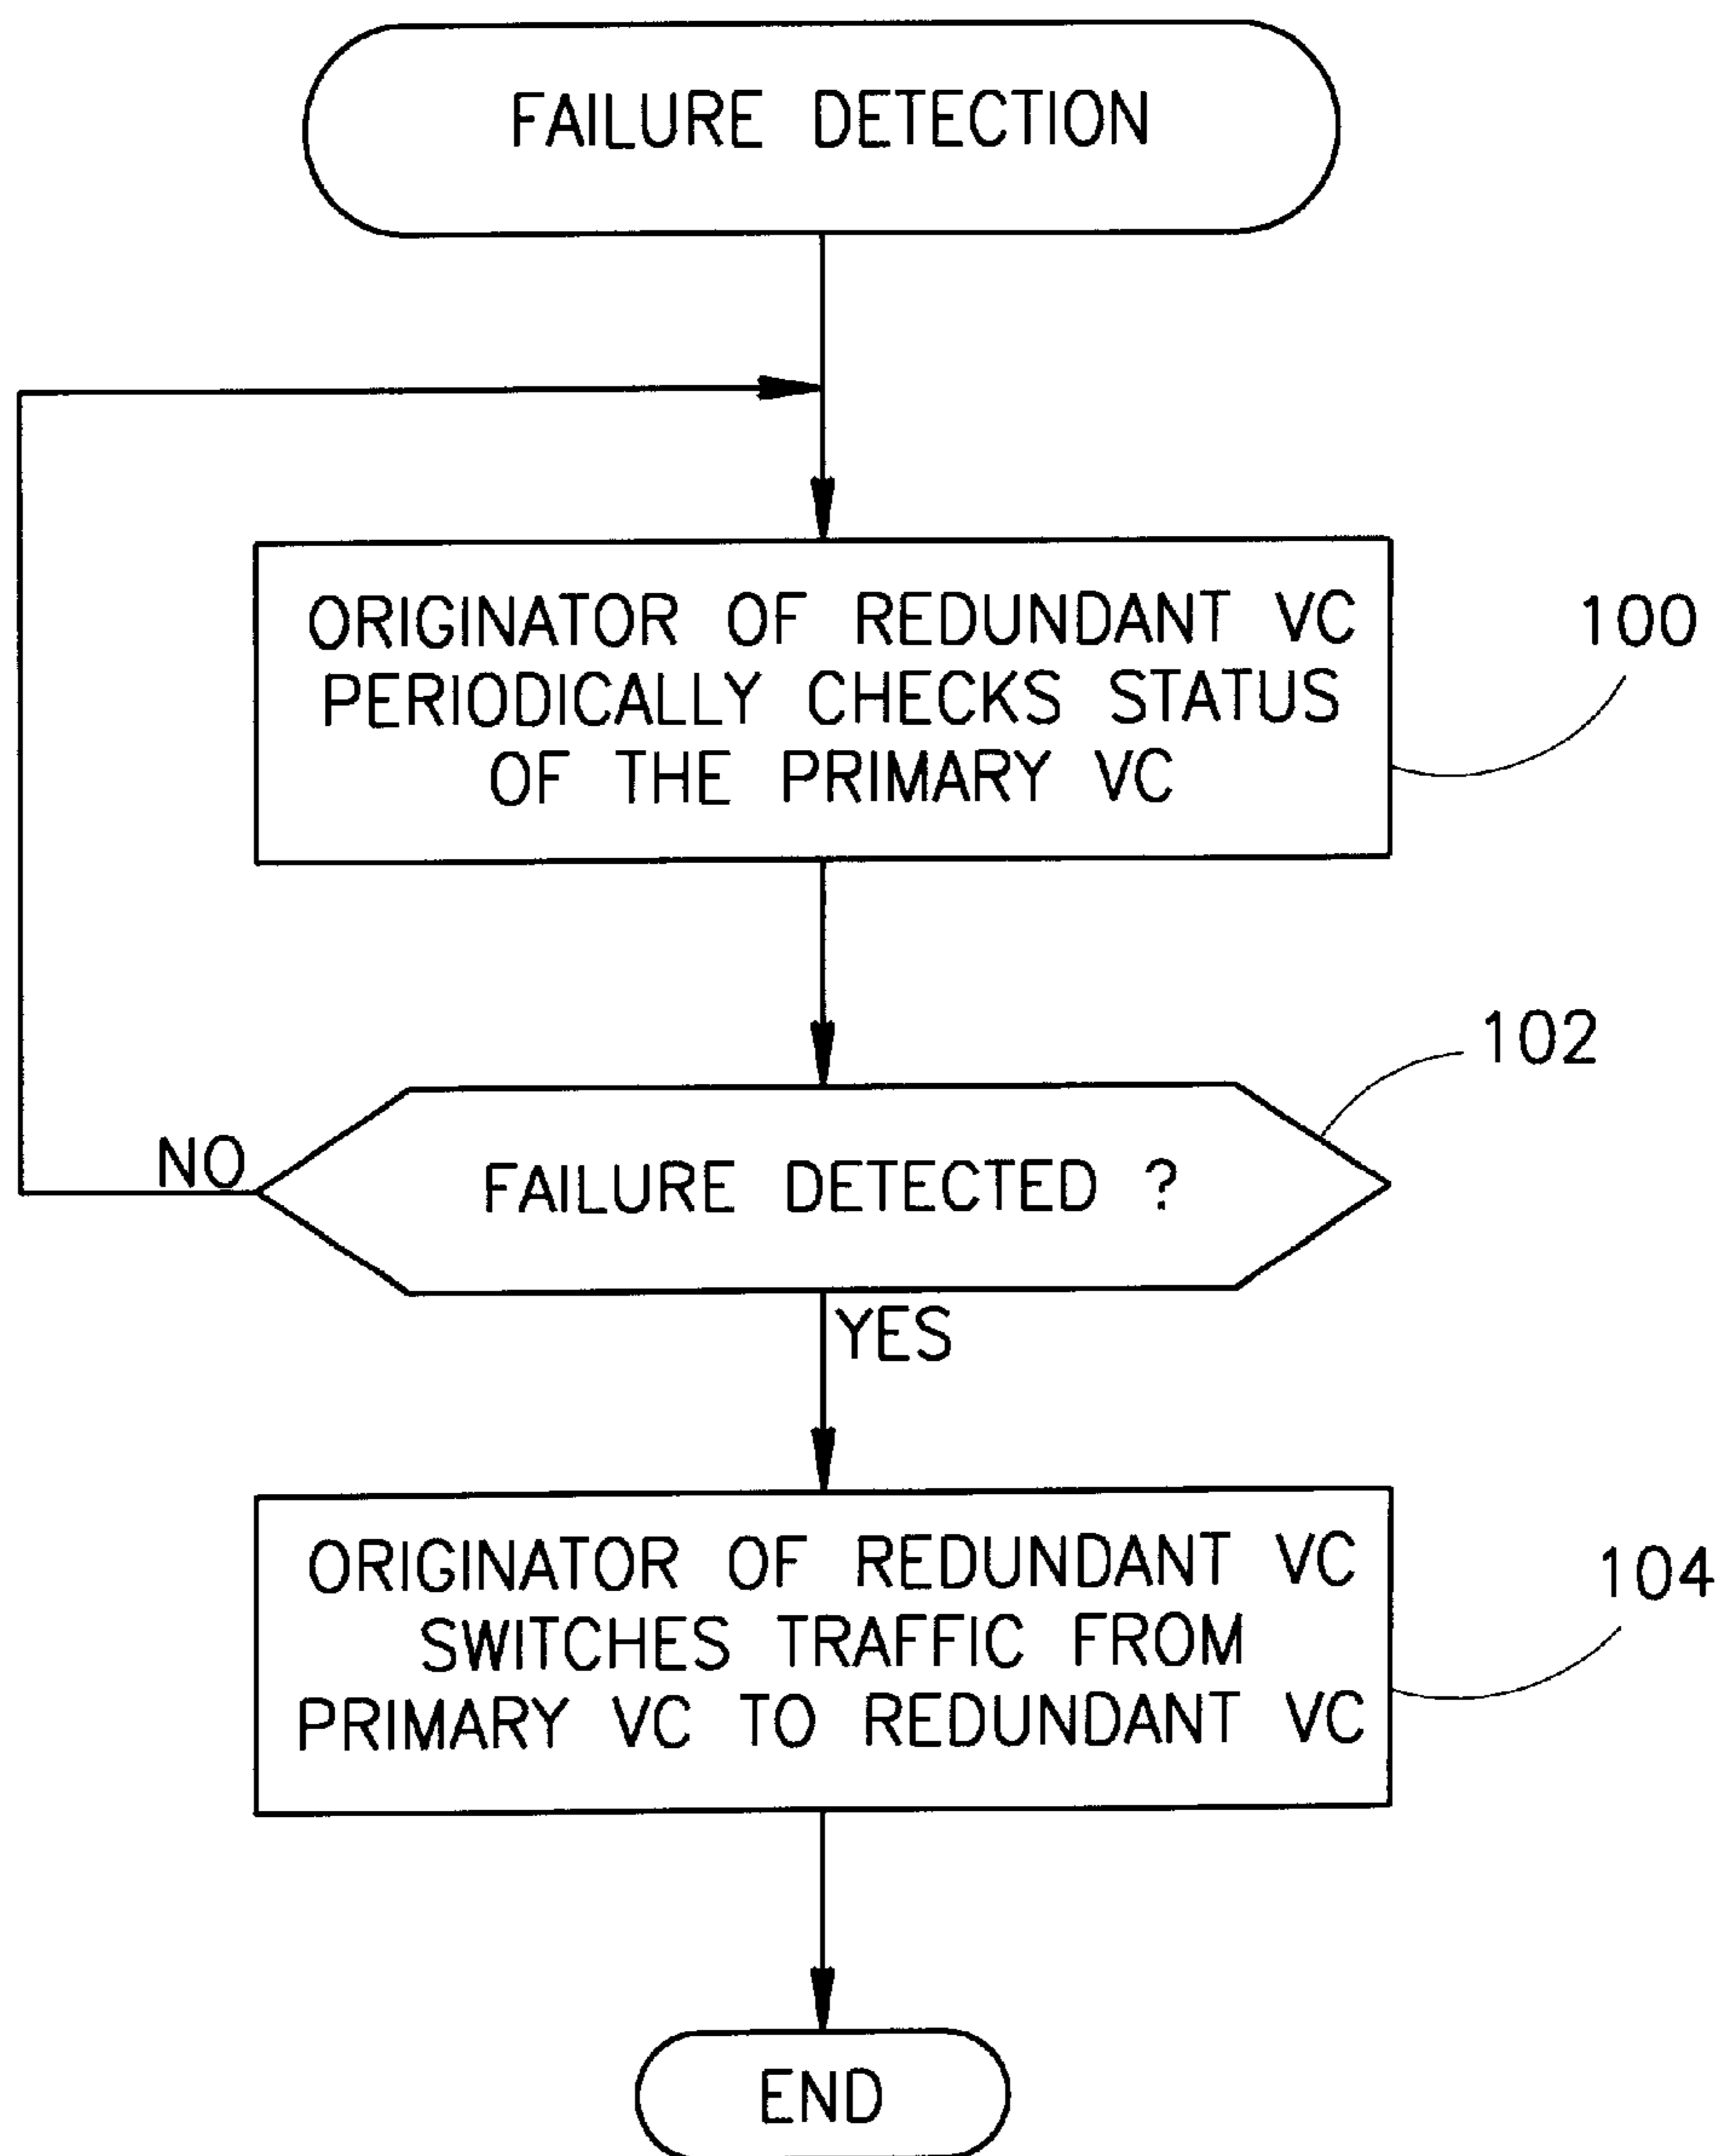 FAILURE DETECTION
ORIGINATOR OF REDUNDANT VC
PERIODICALLY CHECKS STATUS
OF THE PRIMARY VC
100
102
NO
FAILURE DETECTED ?
YES
ORIGINATOR OF REDUNDANT VC
SWITCHES TRAFFIC FROM
PRIMARY VC TO REDUNDANT VC
104
END